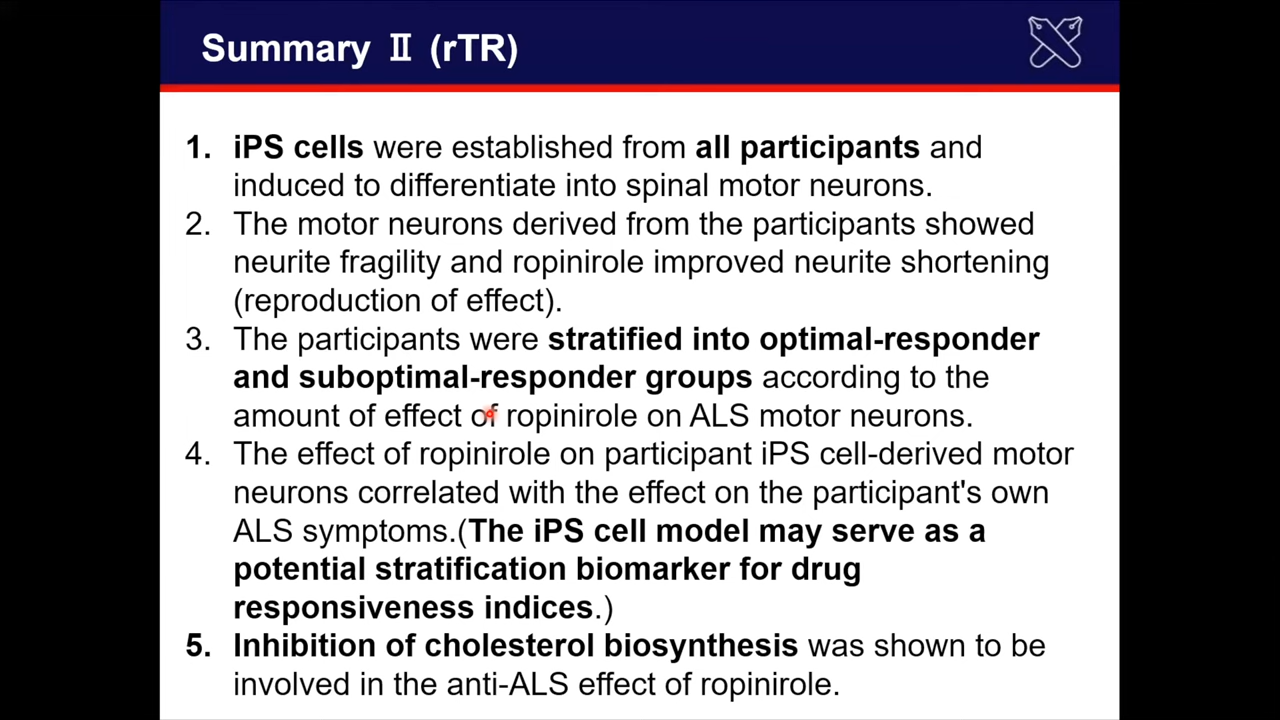 Summary Ⅱ (rTR)
1. iPS cells were established from all participants and
induced to differentiate into spinal motor neurons.
2. The motor neurons derived from the participants showed
neurite fragility and ropinirole improved neurite shortening
(reproduction of effect).
3. The participants were stratified into optimal-responder
and suboptimal-responder groups according to the
amount of effect of ropinirole on ALS motor neurons.
4. The effect of ropinirole on participant iPS cell-derived motor
neurons correlated with the effect on the participant's own
ALS symptoms.(The iPS cell model may serve as a
potential stratification biomarker for drug
responsiveness indices.)
5. Inhibition of cholesterol biosynthesis was shown to be
involved in the anti-ALS effect of ropinirole.